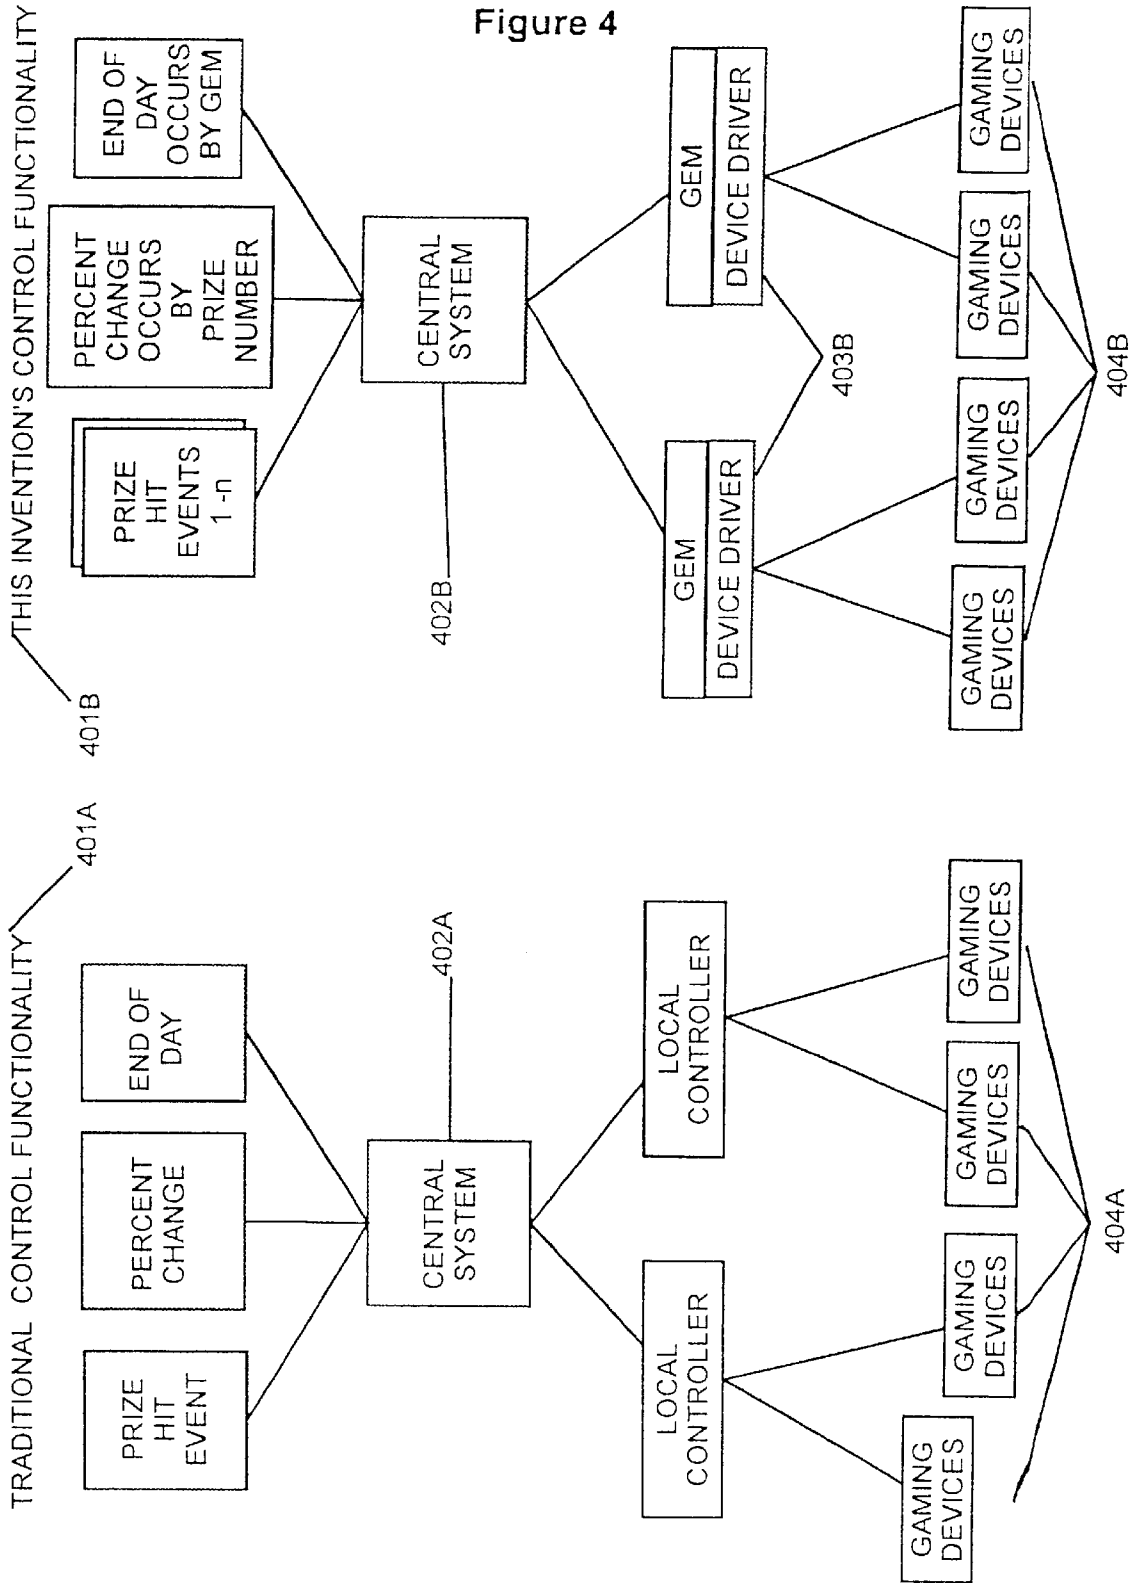 Figure 4
TRADITIONAL CONTROL FUNCTIONALITY
401A
PRIZE
HIT
EVENT
PERCENT
CHANGE
END OF
DAY
CENTRAL
SYSTEM
402A
LOCAL
CONTROLLER
LOCAL
CONTROLLER
GAMING
DEVICES
GAMING
DEVICES
GAMING
DEVICES
GAMING
DEVICES
404A
THIS INVENTION'S CONTROL FUNCTIONALITY
401B
PRIZE
HIT
EVENTS
1 -n
PERCENT
CHANGE
OCCURS
BY
PRIZE
NUMBER
END OF
DAY
OCCURS
BY GEM
CENTRAL
SYSTEM
402B
GEM
DEVICE DRIVER
GEM
DEVICE DRIVER
403B
GAMING
DEVICES
GAMING
DEVICES
GAMING
DEVICES
GAMING
DEVICES
404B